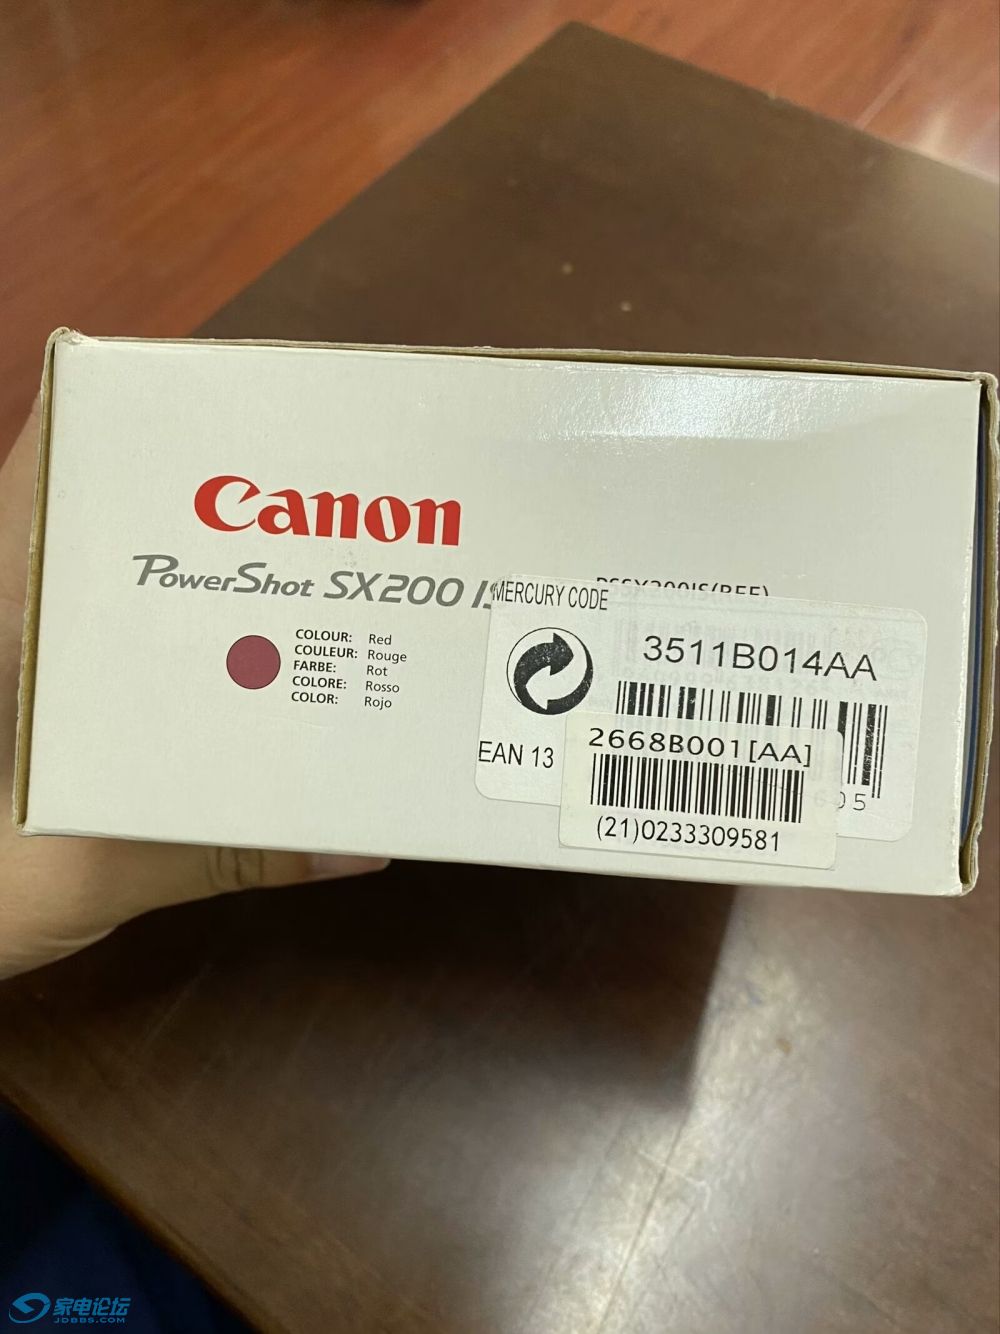 Canon
PowerShot SX200 IS
COLOUR: Red
COULEUR: Rouge
FARBE: Rot
COLORE: Rosso
COLOR: Rojo
MERCURY CODE
3511B014AA
EAN 13
2668B001[AA]
(21)0233309581
家电论坛
JDBBS.COM